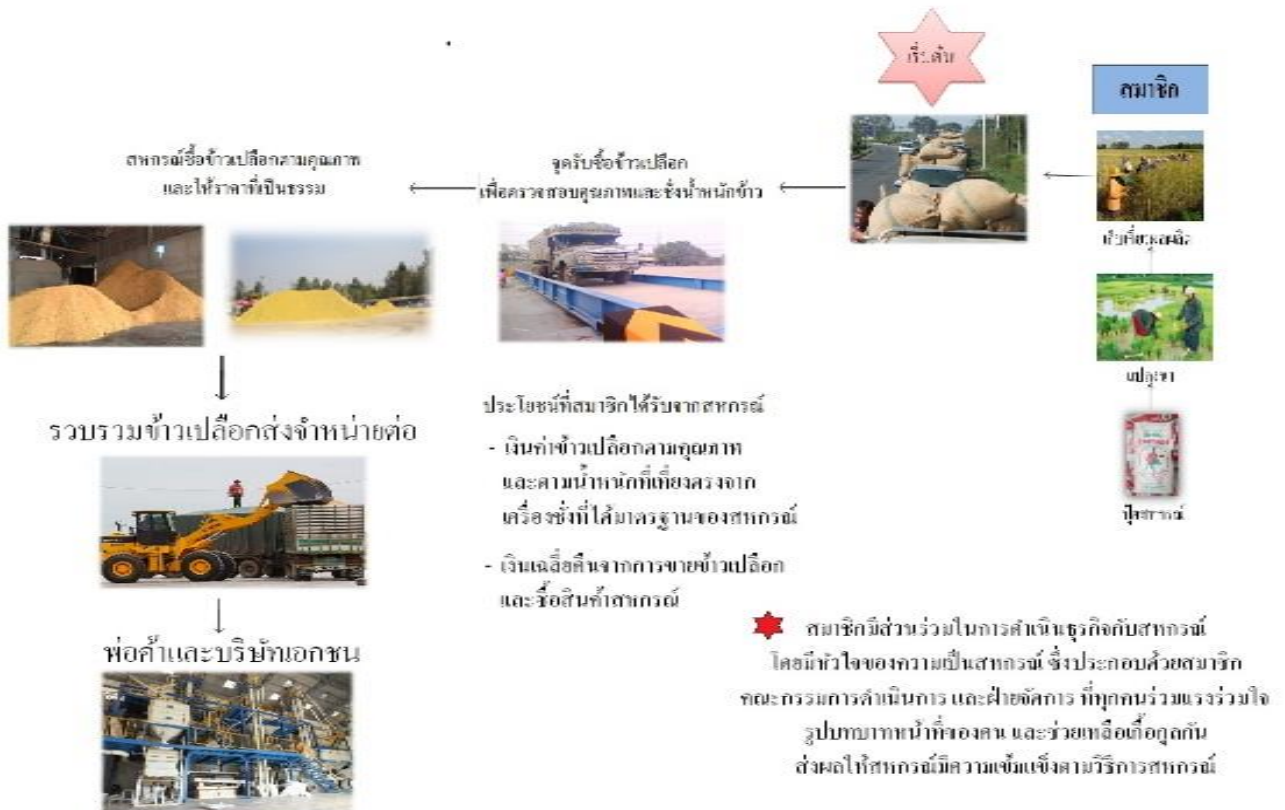 เริ่มต้น
สมาชิก
เก็บเกี่ยวผลผลิต
แปลงนา
ปุ๋ยสหกรณ์
จุดรับซื้อข้าวเปลือก
เพื่อตรวจสอบคุณภาพและชั่งน้ำหนักข้าว
สหกรณ์ซื้อข้าวเปลือกตามคุณภาพ
และให้ราคาที่เป็นธรรม
รวบรวมข้าวเปลือกส่งจำหน่ายต่อ
พ่อค้าและบริษัทเอกชน
ประโยชน์ที่สมาชิกได้รับจากสหกรณ์
- เงินค่าข้าวเปลือกตามคุณภาพ
และตามน้ำหนักที่เที่ยงตรงจาก
เครื่องชั่งที่ได้มาตรฐานของสหกรณ์
- เงินเฉลี่ยคืนจากการขายข้าวเปลือก
และซื้อสินค้าสหกรณ์
สมาชิกมีส่วนร่วมในการดำเนินธุรกิจกับสหกรณ์
โดยมีหัวใจของความเป็นสหกรณ์ ซึ่งประกอบด้วยสมาชิก
คณะกรรมการดำเนินการ และฝ่ายจัดการ ที่ทุกคนร่วมแรงร่วมใจ
รูปบทบาทหน้าที่ของตน และช่วยเหลือเกื้อกูลกัน
ส่งผลให้สหกรณ์มีความเข้มแข็งตามวิธีการสหกรณ์